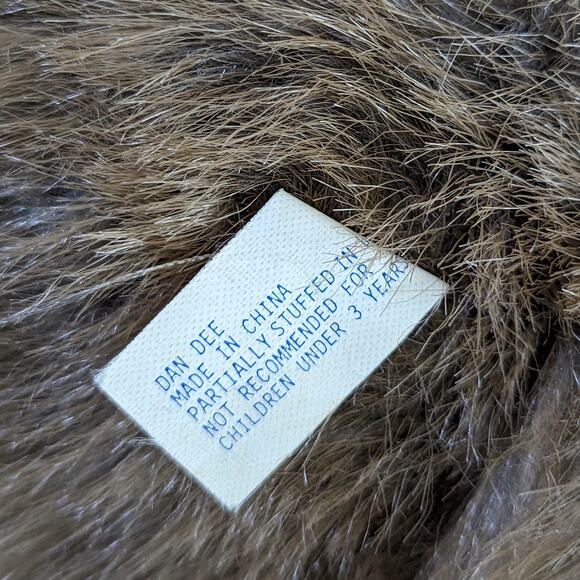 DAN DEE
MADE IN CHINA
PARTIALLY STUFFED IN
NOT RECOMMENDED FOR
CHILDREN UNDER 3 YEARS